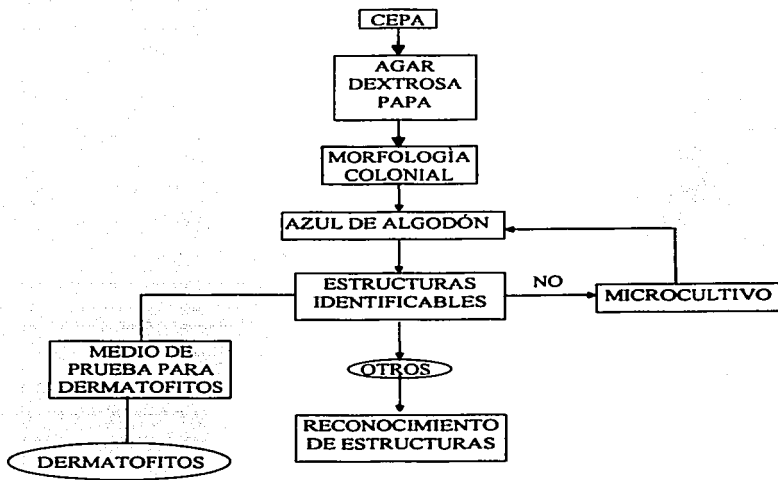 CEPA
AGAR
DEXTROSA
PAPA
MORFOLOGÌA
COLONIAL
AZUL DE ALGODÓN
ESTRUCTURAS
IDENTIFICABLES
NO
MICROCULTIVO
MEDIO DE
PRUEBA PARA
DERMATOFITOS
OTROS
RECONOCIMIENTO
DE ESTRUCTURAS
DERMATOFITOS